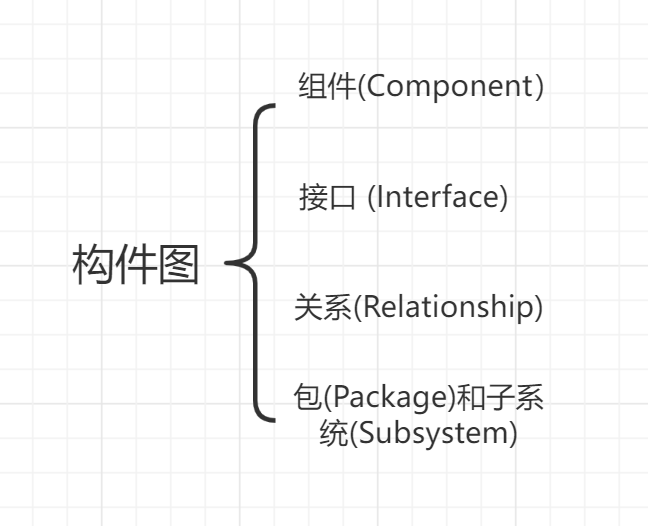 构件图
组件(Component）
接口 (Interface)
关系(Relationship)
包(Package)和子系
统(Subsystem)